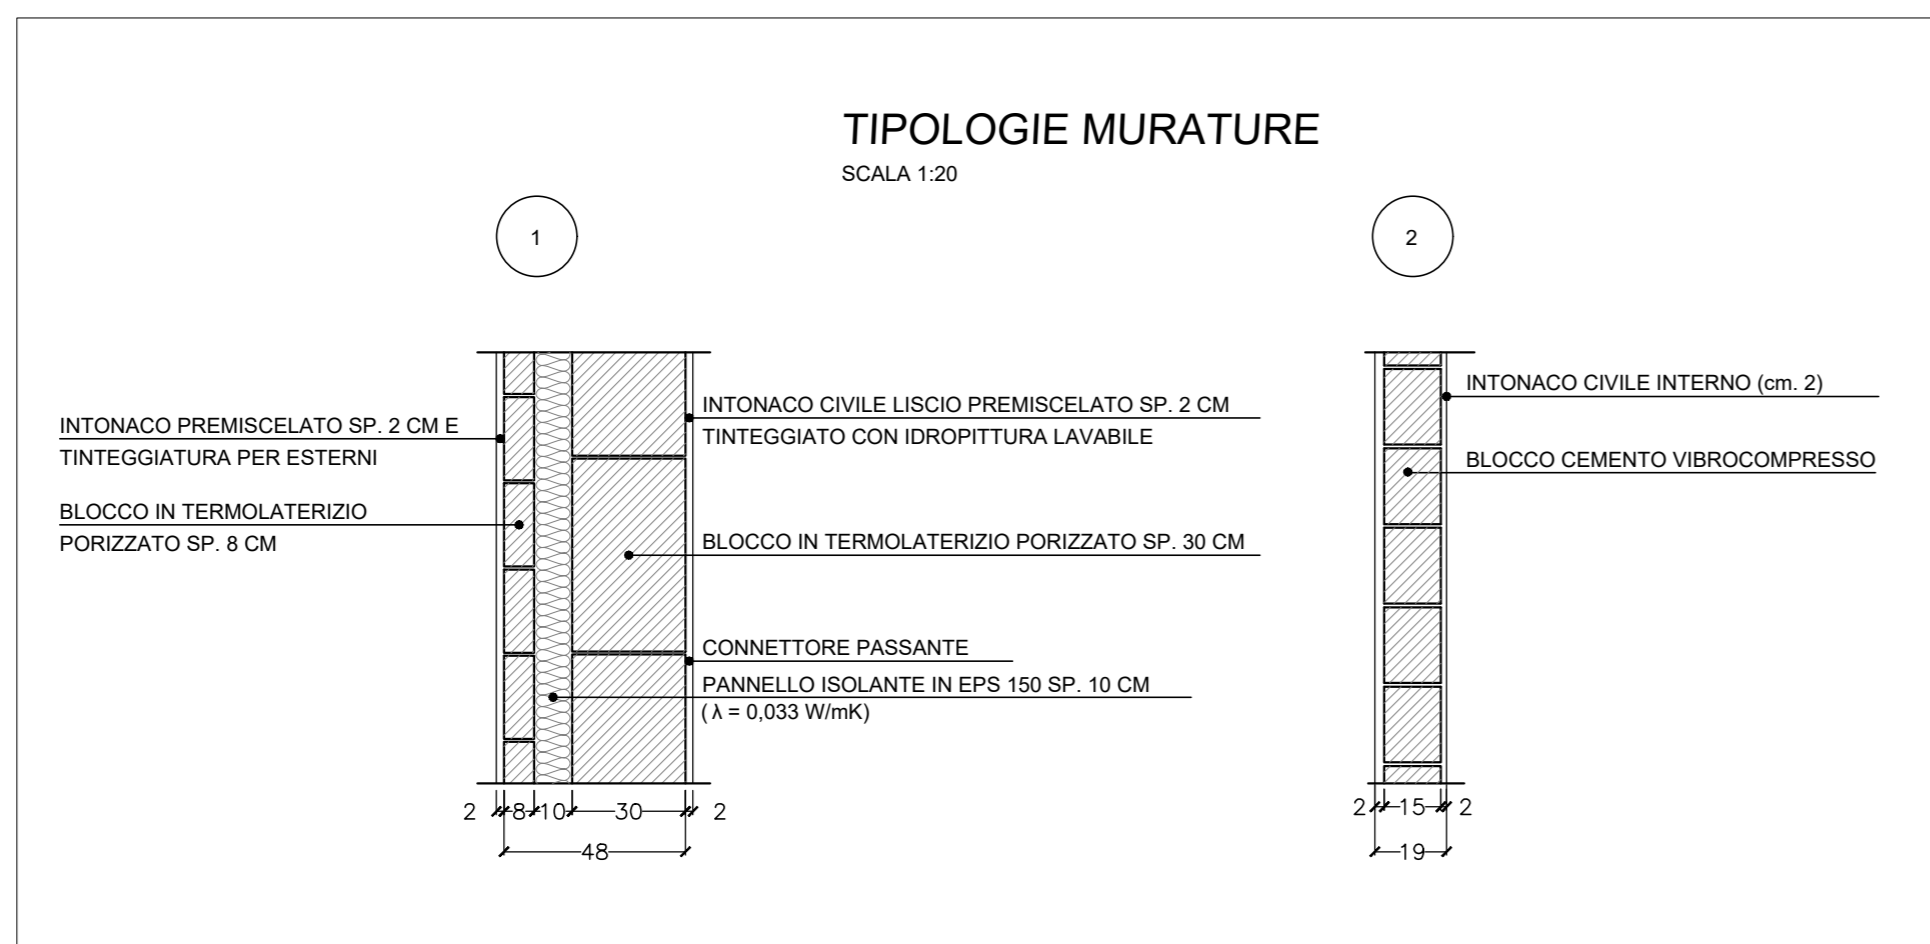 TIPOLOGIE MURATURE
SCALA 1:20
1
INTONACO PREMISCELATO SP. 2 CM E
TINTEGGIATURA PER ESTERNI
BLOCCO IN TERMOLATERIZIO
PORIZZATO SP. 8 CM
INTONACO CIVILE LISCIO PREMISCELATO SP. 2 CM
TINTEGGIATO CON IDROPITTURA LAVABILE
BLOCCO IN TERMOLATERIZIO PORIZZATO SP. 30 CM
CONNETTORE PASSANTE
PANNELLO ISOLANTE IN EPS 150 SP. 10 CM
( λ = 0,033 W/mK)
2 8 10 30 2
48
2
INTONACO CIVILE INTERNO (cm. 2)
BLOCCO CEMENTO VIBROCOMPRESSO
2 15 2
19